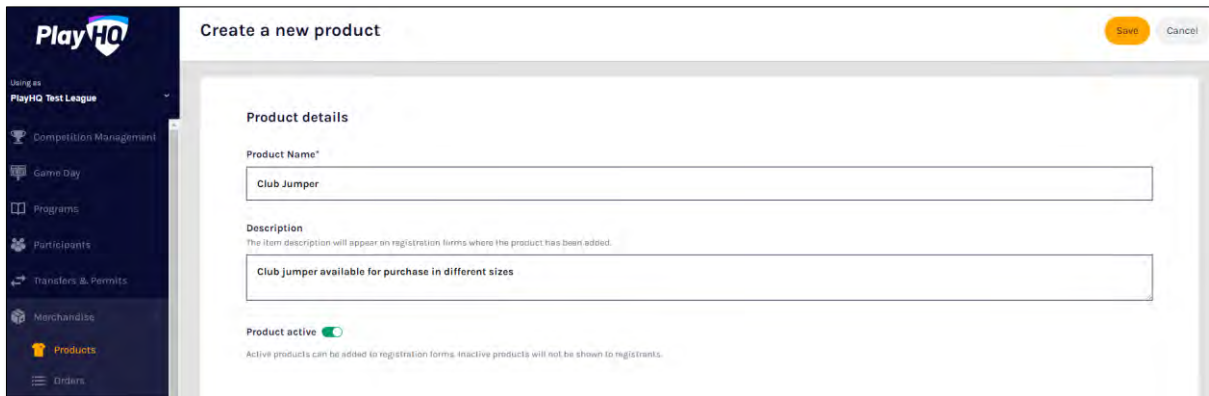 PlayHQ
Create a new product
Save
Cancel
Using as
PlayHQ Test League
Competition Management
Game Day
Programs
Participants
Transfers & Permits
Merchandise
Products
Orders
Product details
Product Name*
Club Jumper
Description
The item description will appear on registration forms where the product has been added.
Club jumper available for purchase in different sizes
Product active
Active products can be added to registration forms. Inactive products will not be shown to registrants.